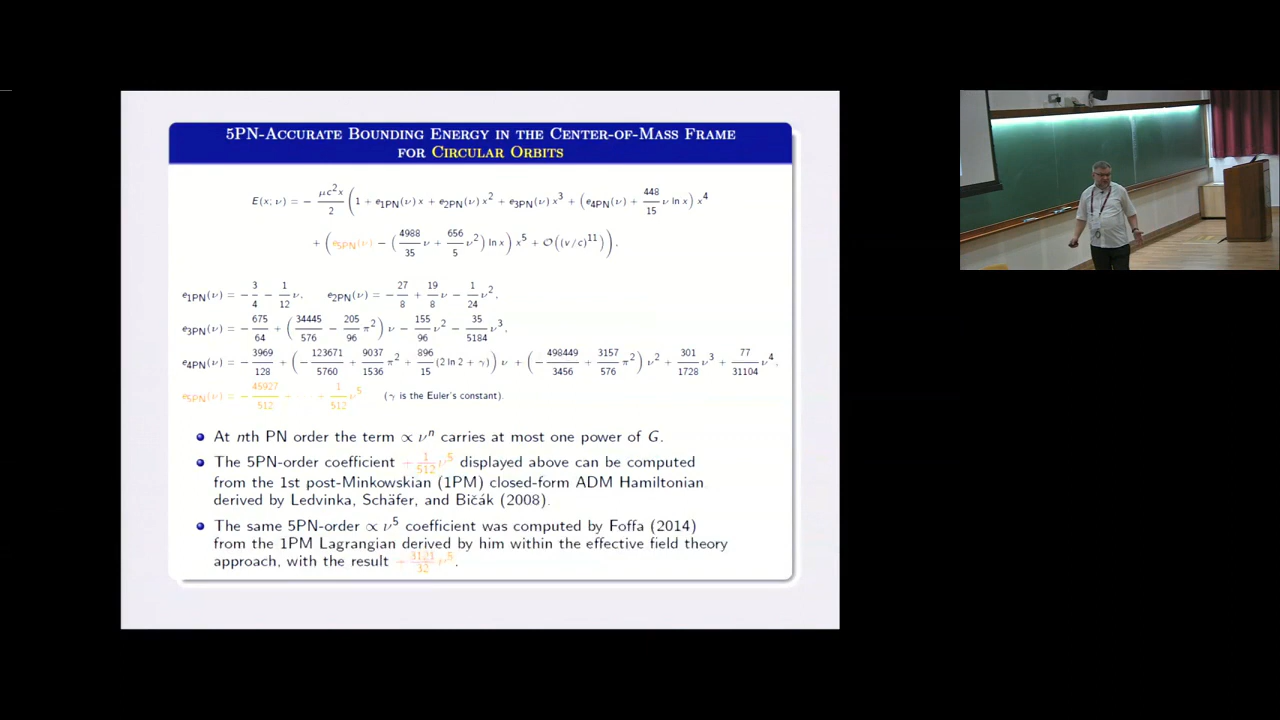 5PN-Accurate Bounding Energy in the Center-of-Mass Frame
for Circular Orbits
E(x; ν) = − μc²x/2 (1 + e1PN(ν) x + e2PN(ν) x² + e3PN(ν) x³ + (e4PN(ν) + 448/15 ν ln x) x⁴
+ (e5PN(ν) − (4988/35 ν + 656/5 ν²) ln x) x⁵ + O((v/c)¹¹)),
e1PN(ν) = − 3/4 − 1/12 ν, e2PN(ν) = − 27/8 + 19/8 ν − 1/24 ν²,
e3PN(ν) = − 675/64 + (34445/576 − 205/96 π²) ν − 155/96 ν² − 35/5184 ν³,
e4PN(ν) = − 3969/128 + (− 123671/5760 + 9037/1536 π² + 896/15 (2 ln 2 + γ)) ν + (− 498449/3456 + 3157/576 π²) ν² + 301/1728 ν³ + 77/31104 ν⁴,
e5PN(ν) = − 45927/512 + ··· + 1/512 ν⁵ (γ is the Euler's constant).
At nth PN order the term ∝ νⁿ carries at most one power of G.
The 5PN-order coefficient + 1/512 ν⁵ displayed above can be computed
from the 1st post-Minkowskian (1PM) closed-form ADM Hamiltonian
derived by Ledvinka, Schäfer, and Bičák (2008).
The same 5PN-order ∝ ν⁵ coefficient was computed by Foffa (2014)
from the 1PM Lagrangian derived by him within the effective field theory
approach, with the result + 3121/32 ν⁵.